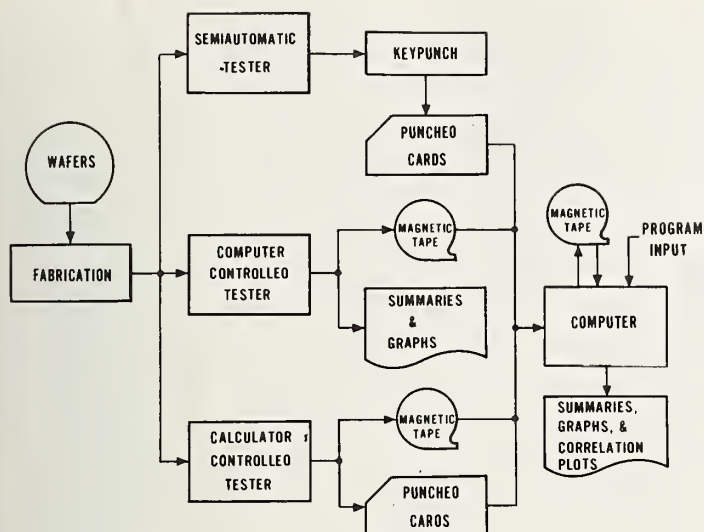 SEMIAUTOMATIC
-TESTER
KEYPUNCH
PUNCHEO
CARDS
WAFERS
FABRICATION
COMPUTER
CONTROLLEO
TESTER
MAGNETIC
TAPE
SUMMARIES
&
GRAPHS
MAGNETIC
TAPE
PROGRAM
INPUT
COMPUTER
SUMMARIES,
GRAPHS, &
CORRELATION
PLOTS
CALCULATOR
CONTROLLEO
TESTER
MAGNETIC
TAPE
PUNCHEO
CAROS